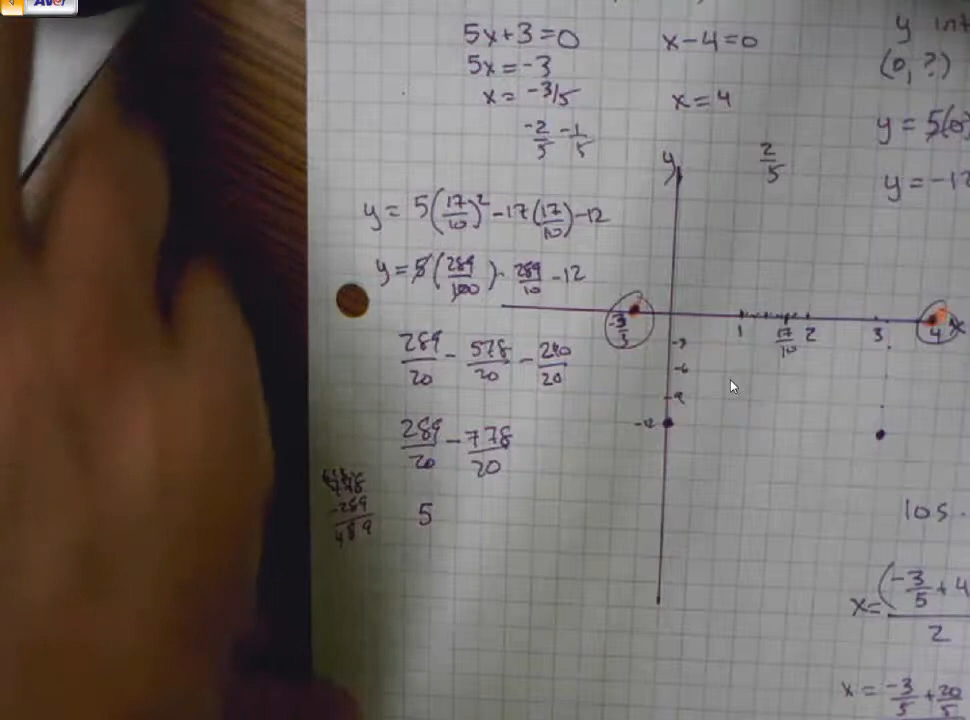 Aver
5x+3=0
5x=-3
x= -3/5
-2/5 -1/5
x-4=0
x=4
y int
(0, ?)
y = 5(0
y = -12
2/5
y = 5(17/10)² -17(17/10) -12
y = 5(289/100) - 289/10 -12
289/20 - 578/20 - 240/20
289/20 - 778/20
-289
489
5
y
-3/5
1
17/10
2
3
4
x
-3
-6
-9
-12
los
x= (-3/5 + 4
2
x = -3/5 + 20/5